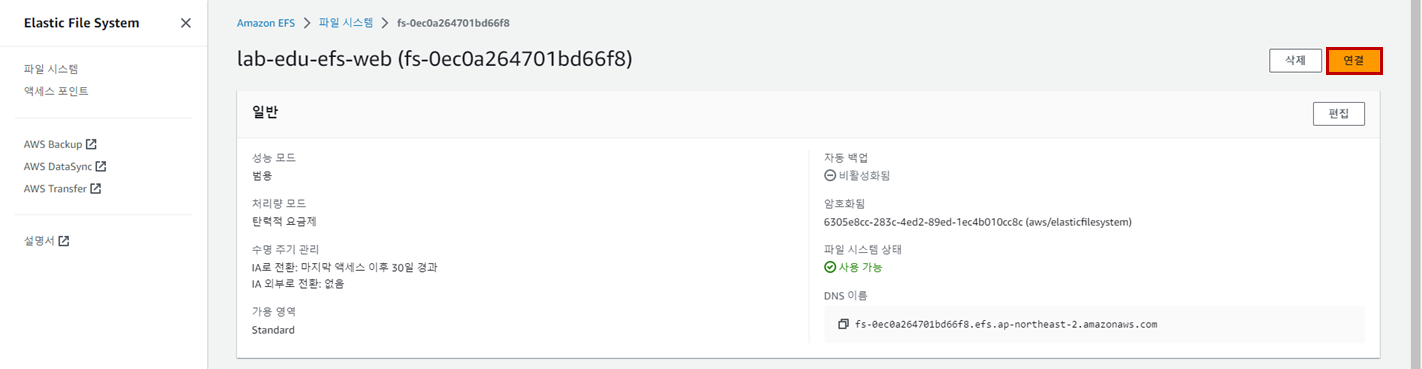 Elastic File System
파일 시스템
액세스 포인트
AWS Backup
AWS DataSync
AWS Transfer
설명서
Amazon EFS > 파일 시스템 > fs-0ec0a264701bd66f8
lab-edu-efs-web (fs-0ec0a264701bd66f8)
삭제
연결
일반
편집
성능 모드
범용
처리량 모드
탄력적 요금제
수명 주기 관리
IA로 전환: 마지막 액세스 이후 30일 경과
IA 외부로 전환: 없음
가용 영역
Standard
자동 백업
비활성화됨
암호화됨
6305e8cc-283c-4ed2-89ed-1ec4b010cc8c (aws/elasticfilesystem)
파일 시스템 상태
사용 가능
DNS 이름
fs-0ec0a264701bd66f8.efs.ap-northeast-2.amazonaws.com